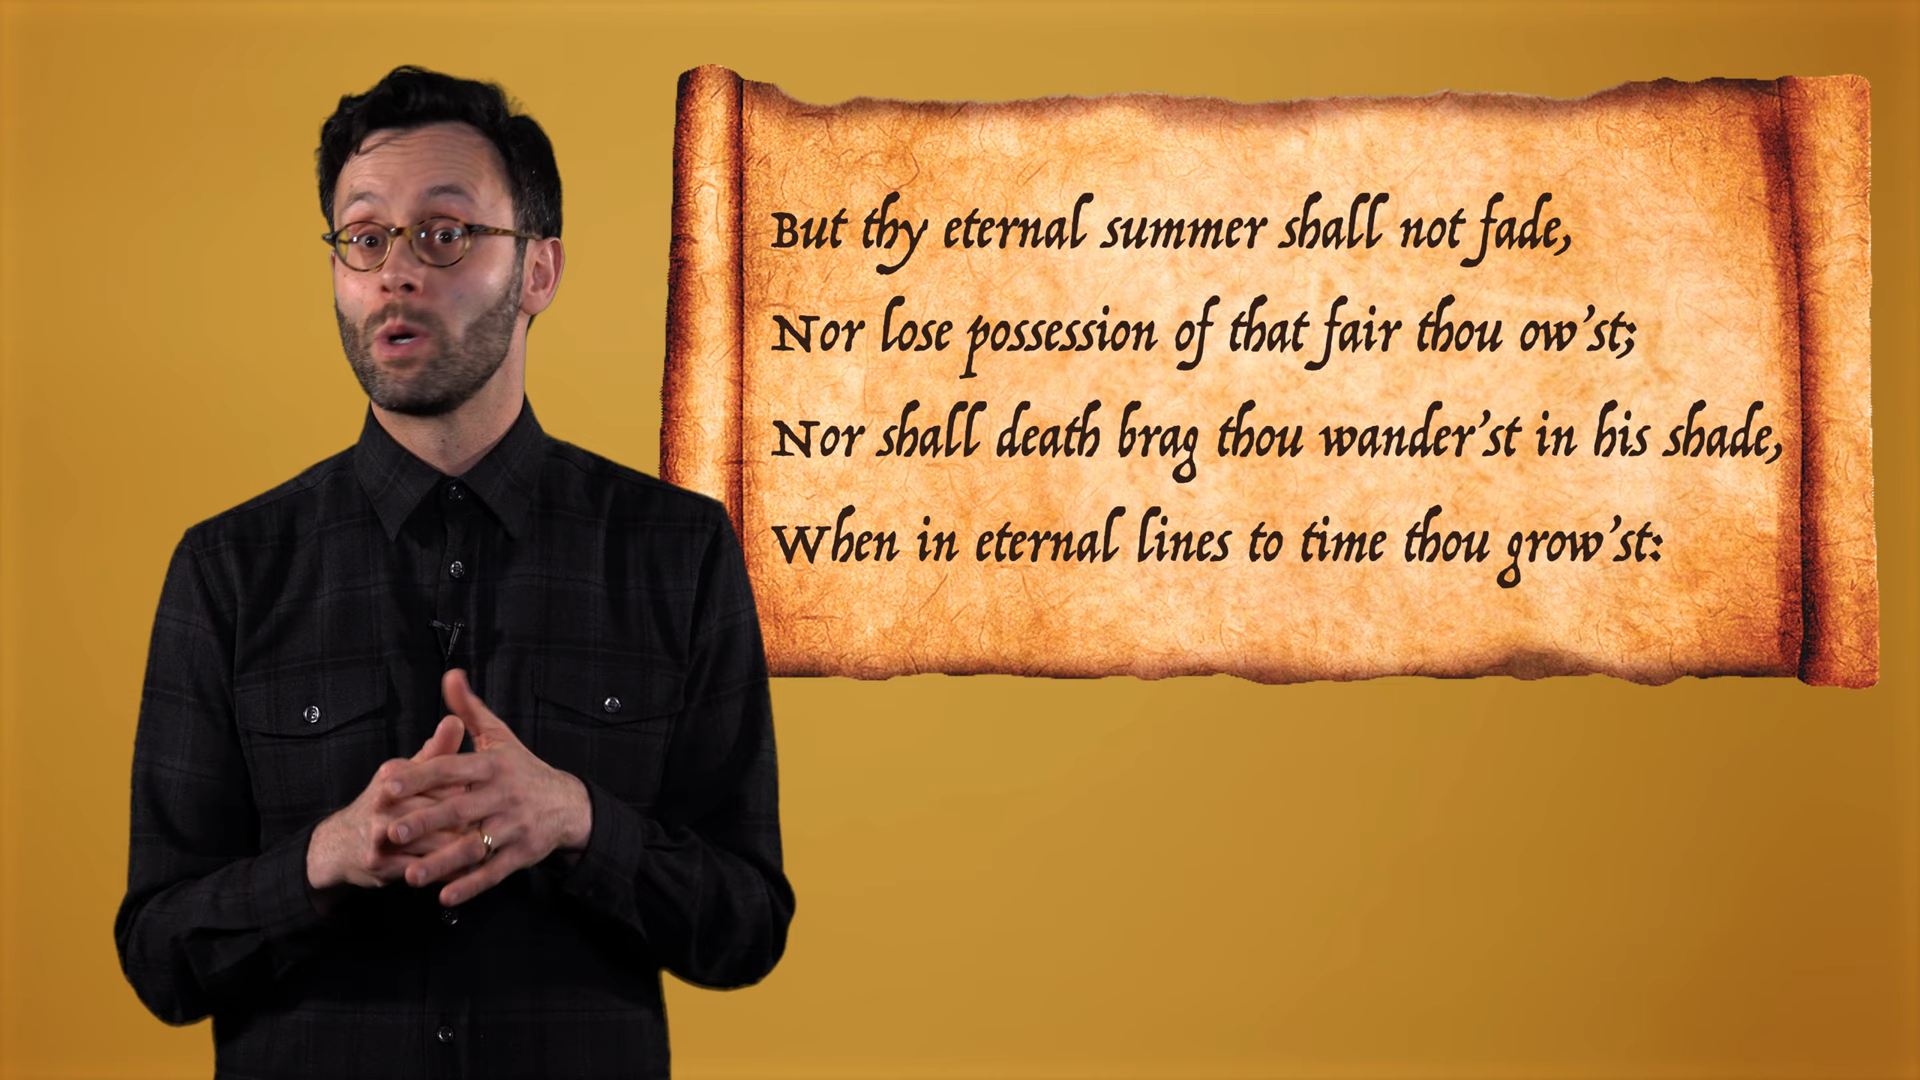 But thy eternal summer shall not fade,
Nor lose possession of that fair thou ow'st;
Nor shall death brag thou wander'st in his shade,
When in eternal lines to time thou grow'st: